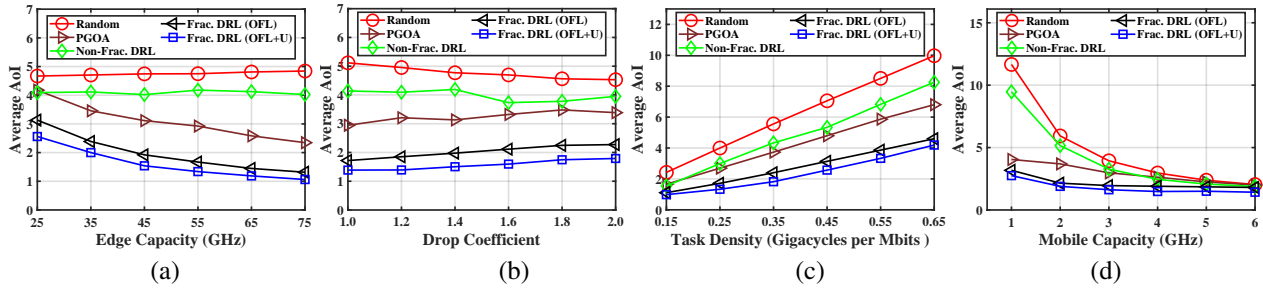 7
6
5
4
3
2
1
0
Average AoI
Random
PGOA
Non-Frac. DRL
Frac. DRL (OFL)
Frac. DRL (OFL+U)
25 35 45 55 65 75
Edge Capacity (GHz)
(a)
7
6
5
4
3
2
1
0
Average AoI
Random
PGOA
Non-Frac. DRL
Frac. DRL (OFL)
Frac. DRL (OFL+U)
1.0 1.2 1.4 1.6 1.8 2.0
Drop Coefficient
(b)
12
10
8
6
4
2
0
Average AoI
Random
PGOA
Non-Frac. DRL
Frac. DRL (OFL)
Frac. DRL (OFL+U)
0.15 0.25 0.35 0.45 0.55 0.65
Task Density (Gigacycles per Mbits )
(c)
15
10
5
0
Average AoI
Random
PGOA
Non-Frac. DRL
Frac. DRL (OFL)
Frac. DRL (OFL+U)
1 2 3 4 5 6
Mobile Capacity (GHz)
(d)